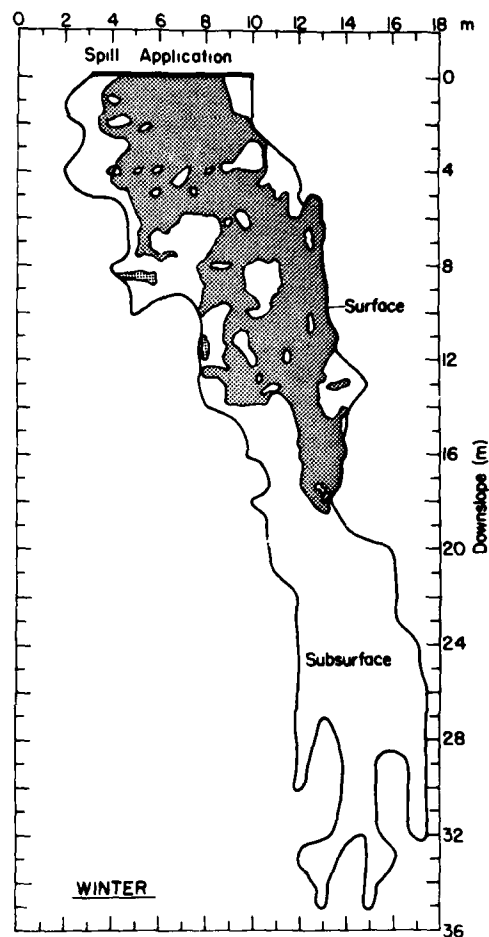 0 2 4 6 8 10 12 14 16 18 m
Spill Application
0
4
8
Surface
12
16
Downslope (m)
20
24
Subsurface
28
32
WINTER
36